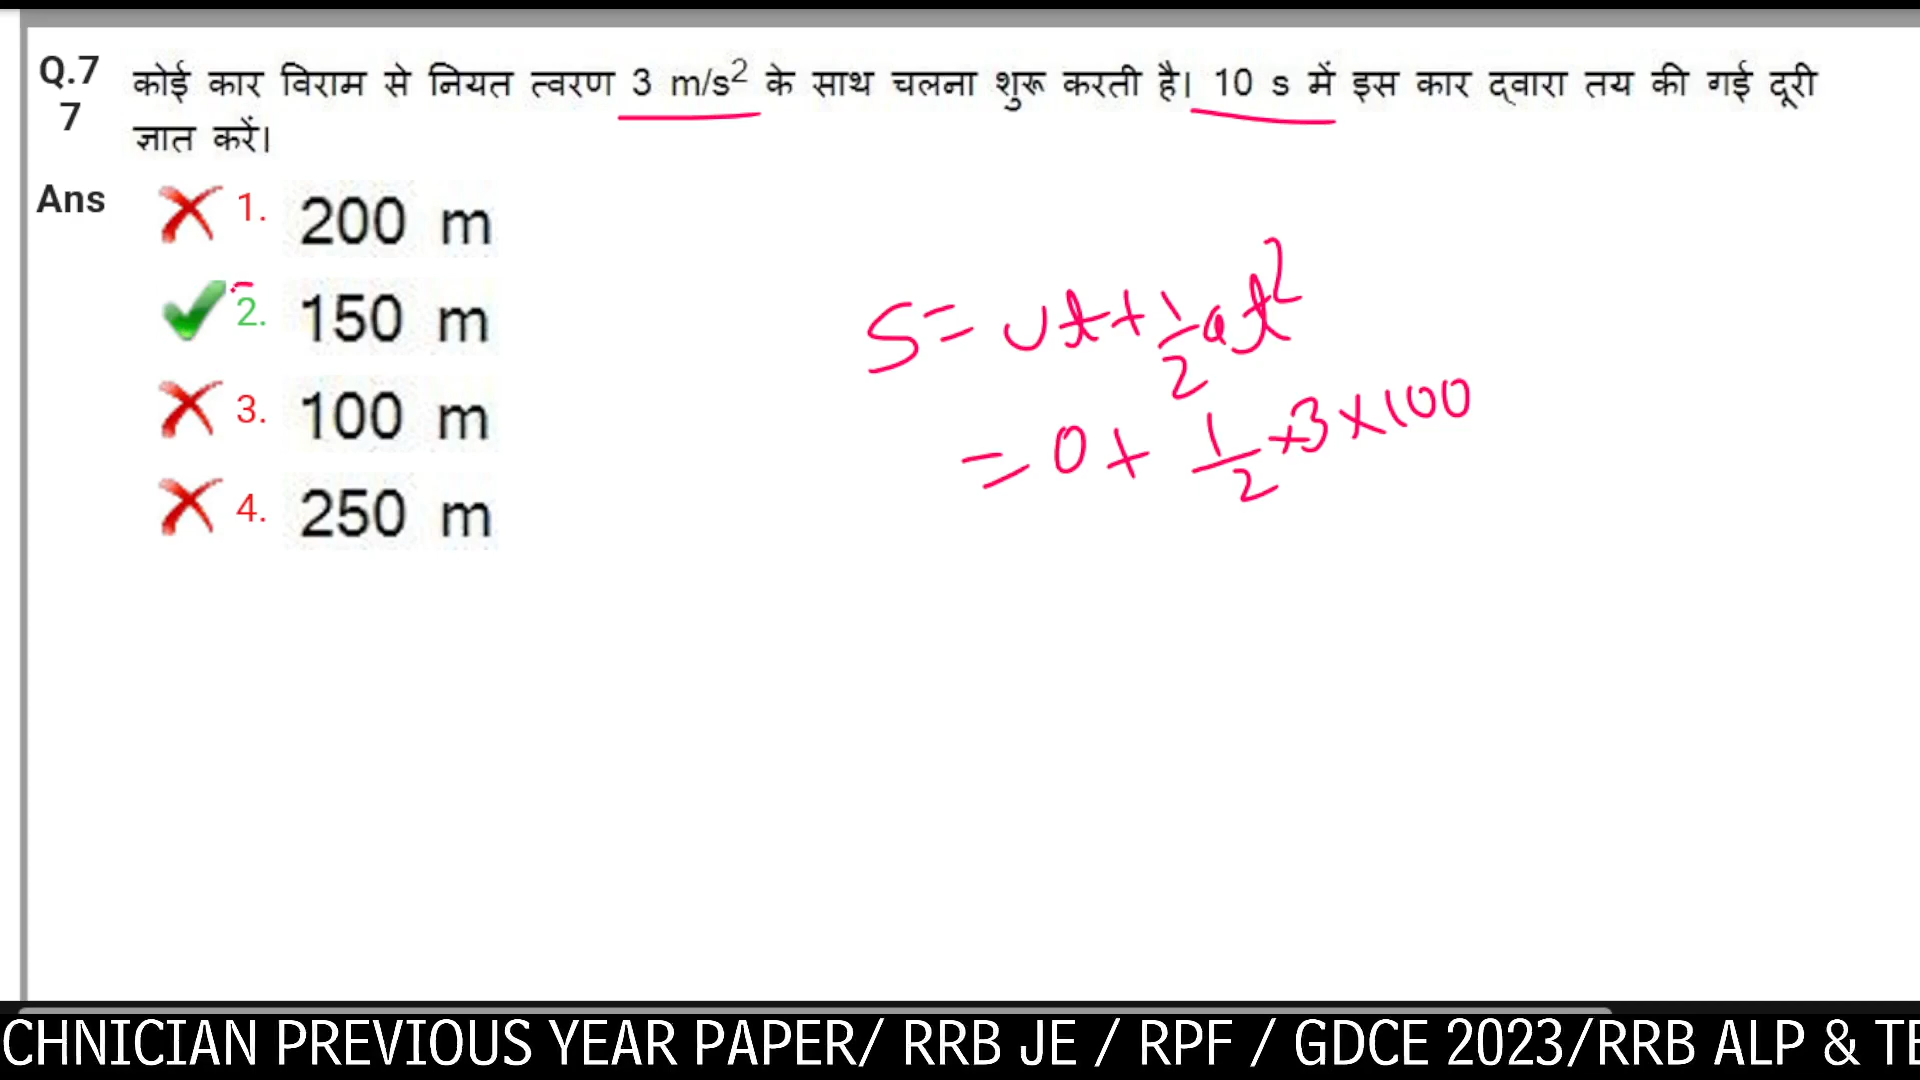 Q.7
7
कोई कार विराम से नियत त्वरण 3 m/s² के साथ चलना शुरू करती है। 10 s में इस कार द्वारा तय की गई दूरी
ज्ञात करें।
Ans
1. 200 m
2. 150 m
3. 100 m
4. 250 m
S = ut + 1/2 at²
= 0 + 1/2 × 3 × 100
CHNICIAN PREVIOUS YEAR PAPER/ RRB JE / RPF / GDCE 2023/RRB ALP & TE